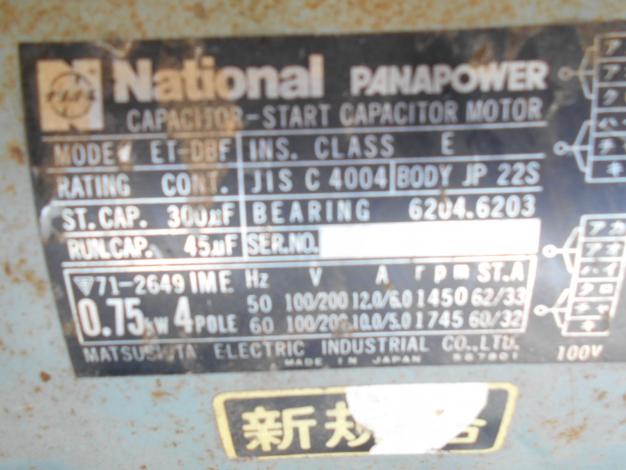 National PANAPOWER
CAPACITOR-START CAPACITOR MOTOR
MODEL ET-DBF INS. CLASS E
RATING CONT. JIS C 4004 BODY JP 22S
ST. CAP. 300μF BEARING 6204.6203
RUN.CAP. 45μF SER.NO.
▽71-2649 1ME Hz V A rpm ST.A
0.75kW 4POLE 50 100/200 12.0/6.0 1450 62/33
60 100/200 10.0/5.0 1745 60/32
MATSUSHITA ELECTRIC INDUSTRIAL CO.,LTD.
MADE IN JAPAN
100V
新規